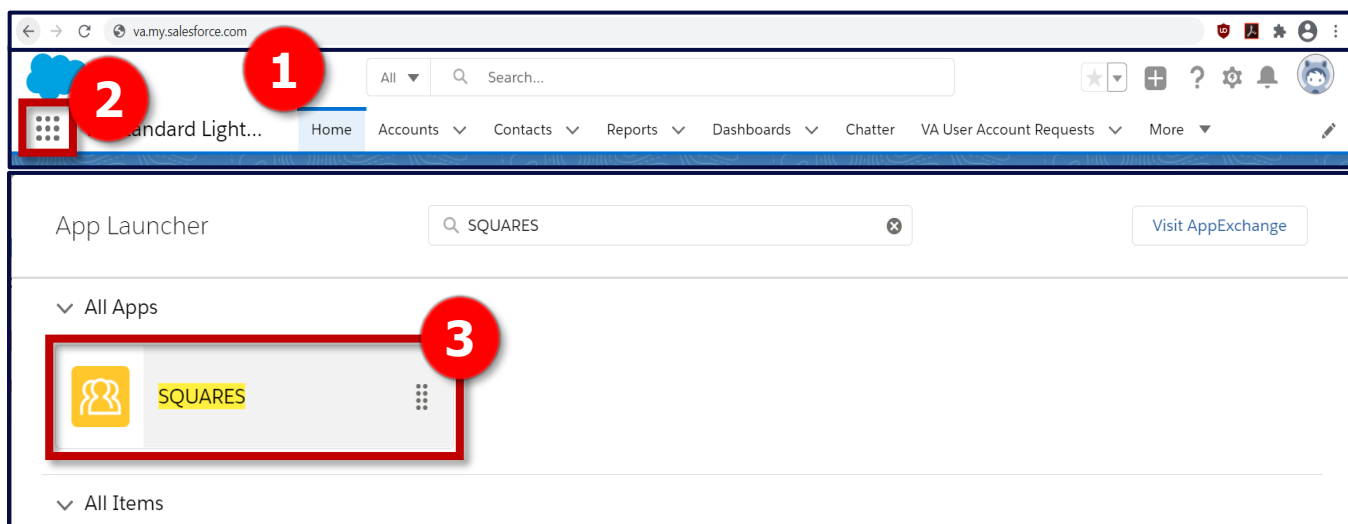 va.my.salesforce.com
1
All Search...
2
andard Light... Home Accounts Contacts Reports Dashboards Chatter VA User Account Requests More
App Launcher SQUARES Visit AppExchange
All Apps
3
SQUARES
All Items